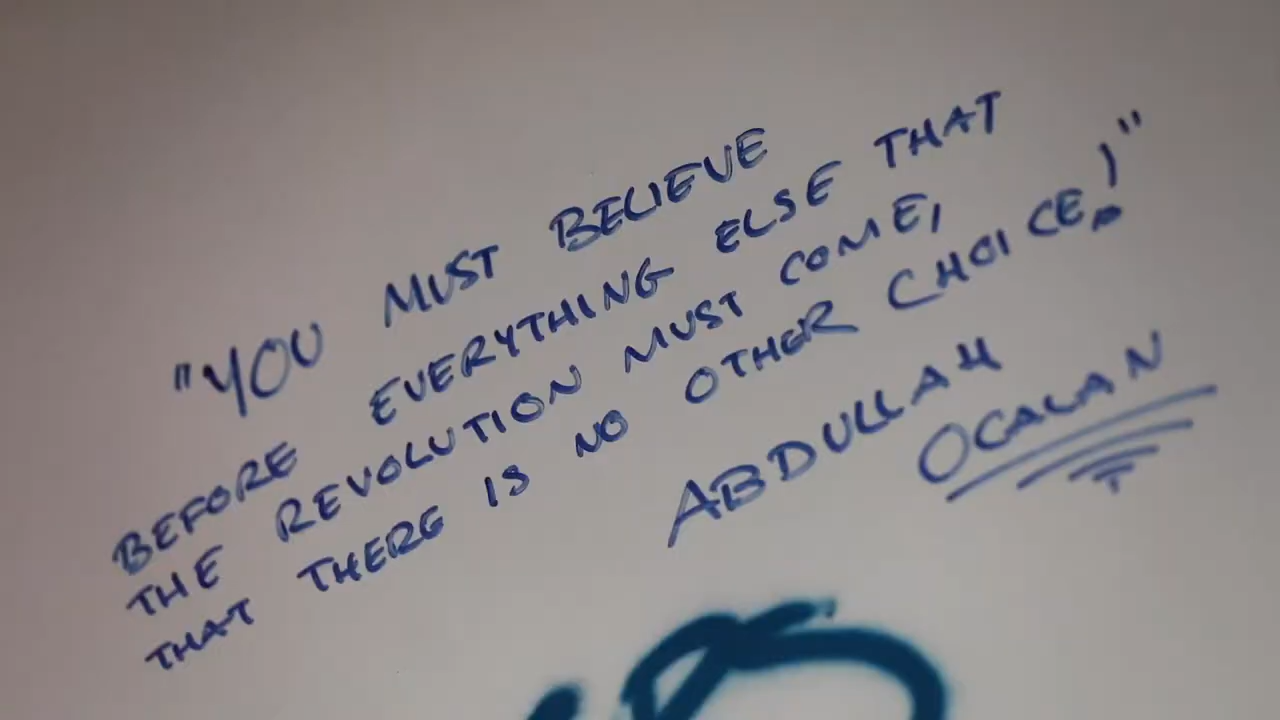 "YOU MUST BELIEVE
BEFORE EVERYTHING ELSE THAT
THE REVOLUTION MUST COME,
THAT THERE IS NO OTHER CHOICE!"
ABDULLAH
OCALAN